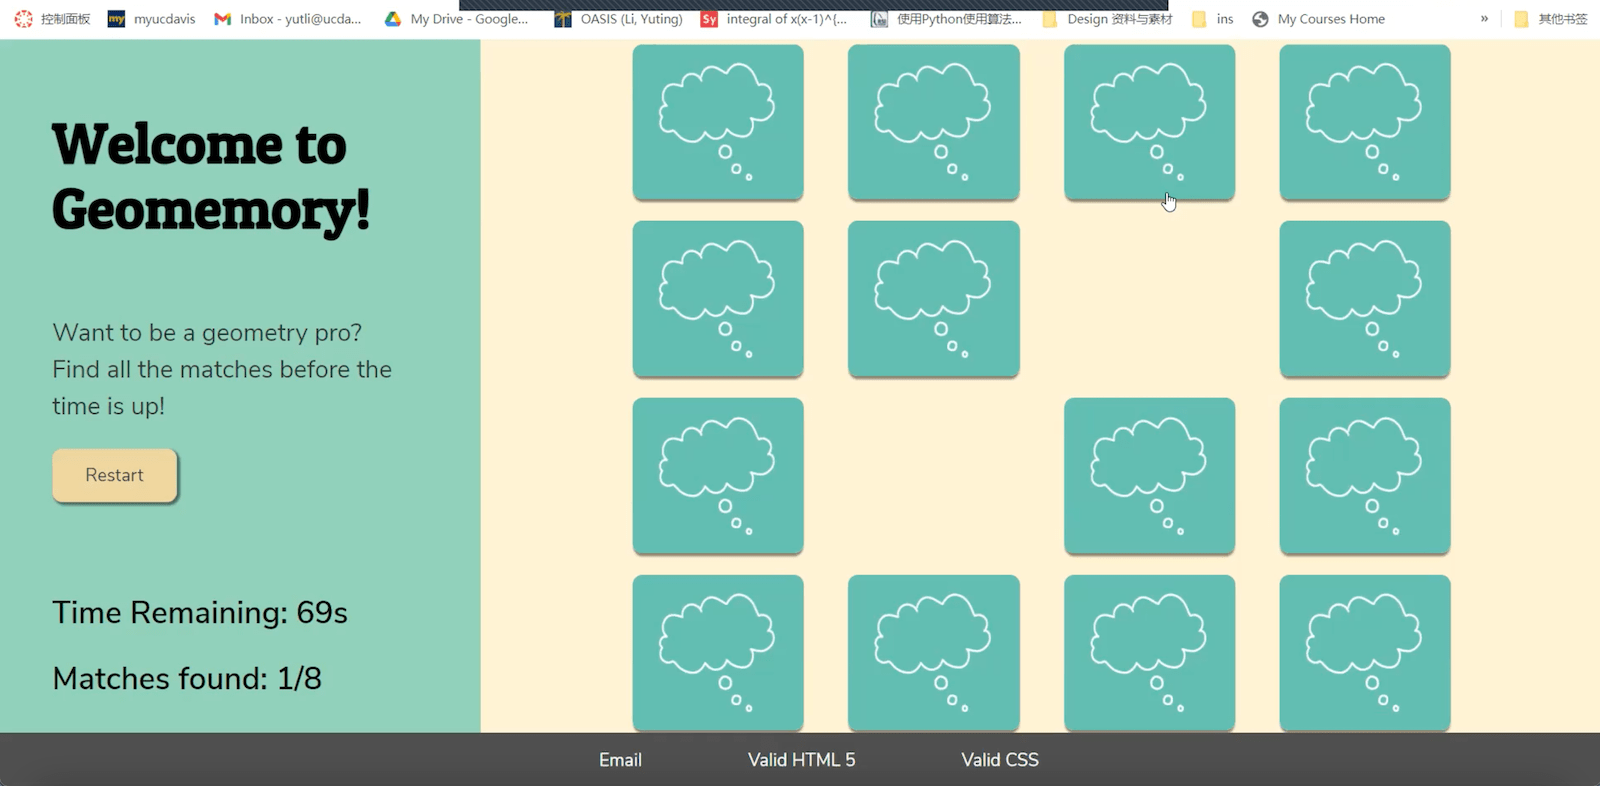 控制面板 my myucdavis Inbox - yutli@ucda... My Drive - Google... OASIS (Li, Yuting) Sy integral of x(x-1)^{... 使用Python使用算法... Design 资料与素材 ins My Courses Home » 其他书签
Welcome to
Geomemory!
Want to be a geometry pro?
Find all the matches before the
time is up!
Restart
Time Remaining: 69s
Matches found: 1/8
Email Valid HTML 5 Valid CSS